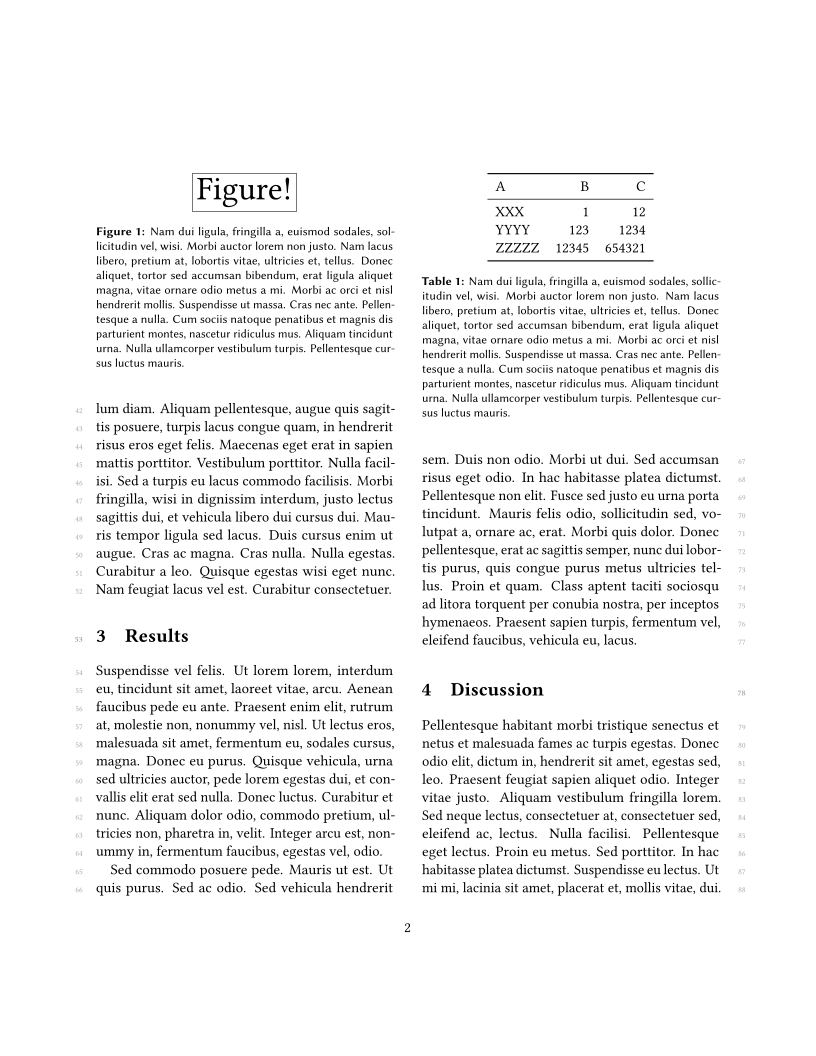 Figure!
Figure 1: Nam dui ligula, fringilla a, euismod sodales, sol-
licitudin vel, wisi. Morbi auctor lorem non justo. Nam lacus
libero, pretium at, lobortis vitae, ultricies et, tellus. Donec
aliquet, tortor sed accumsan bibendum, erat ligula aliquet
magna, vitae ornare odio metus a mi. Morbi ac orci et nisl
hendrerit mollis. Suspendisse ut massa. Cras nec ante. Pellen-
tesque a nulla. Cum sociis natoque penatibus et magnis dis
parturient montes, nascetur ridiculus mus. Aliquam tincidunt
urna. Nulla ullamcorper vestibulum turpis. Pellentesque cur-
sus luctus mauris.
42 lum diam. Aliquam pellentesque, augue quis sagit-
43 tis posuere, turpis lacus congue quam, in hendrerit
44 risus eros eget felis. Maecenas eget erat in sapien
45 mattis porttitor. Vestibulum porttitor. Nulla facil-
46 isi. Sed a turpis eu lacus commodo facilisis. Morbi
47 fringilla, wisi in dignissim interdum, justo lectus
48 sagittis dui, et vehicula libero dui cursus dui. Mau-
49 ris tempor ligula sed lacus. Duis cursus enim ut
50 augue. Cras ac magna. Cras nulla. Nulla egestas.
51 Curabitur a leo. Quisque egestas wisi eget nunc.
52 Nam feugiat lacus vel est. Curabitur consectetuer.
53 3 Results
54 Suspendisse vel felis. Ut lorem lorem, interdum
55 eu, tincidunt sit amet, laoreet vitae, arcu. Aenean
56 faucibus pede eu ante. Praesent enim elit, rutrum
57 at, molestie non, nonummy vel, nisl. Ut lectus eros,
58 malesuada sit amet, fermentum eu, sodales cursus,
59 magna. Donec eu purus. Quisque vehicula, urna
60 sed ultricies auctor, pede lorem egestas dui, et con-
61 vallis elit erat sed nulla. Donec luctus. Curabitur et
62 nunc. Aliquam dolor odio, commodo pretium, ul-
63 tricies non, pharetra in, velit. Integer arcu est, non-
64 ummy in, fermentum faucibus, egestas vel, odio.
65 Sed commodo posuere pede. Mauris ut est. Ut
66 quis purus. Sed ac odio. Sed vehicula hendrerit
A B C
XXX 1 12
YYYY 123 1234
ZZZZZ 12345 654321
Table 1: Nam dui ligula, fringilla a, euismod sodales, sollic-
itudin vel, wisi. Morbi auctor lorem non justo. Nam lacus
libero, pretium at, lobortis vitae, ultricies et, tellus. Donec
aliquet, tortor sed accumsan bibendum, erat ligula aliquet
magna, vitae ornare odio metus a mi. Morbi ac orci et nisl
hendrerit mollis. Suspendisse ut massa. Cras nec ante. Pellen-
tesque a nulla. Cum sociis natoque penatibus et magnis dis
parturient montes, nascetur ridiculus mus. Aliquam tincidunt
urna. Nulla ullamcorper vestibulum turpis. Pellentesque cur-
sus luctus mauris.
sem. Duis non odio. Morbi ut dui. Sed accumsan 67
risus eget odio. In hac habitasse platea dictumst. 68
Pellentesque non elit. Fusce sed justo eu urna porta 69
tincidunt. Mauris felis odio, sollicitudin sed, vo- 70
lutpat a, ornare ac, erat. Morbi quis dolor. Donec 71
pellentesque, erat ac sagittis semper, nunc dui lobor- 72
tis purus, quis congue purus metus ultricies tel- 73
lus. Proin et quam. Class aptent taciti sociosqu 74
ad litora torquent per conubia nostra, per inceptos 75
hymenaeos. Praesent sapien turpis, fermentum vel, 76
eleifend faucibus, vehicula eu, lacus. 77
4 Discussion 78
Pellentesque habitant morbi tristique senectus et 79
netus et malesuada fames ac turpis egestas. Donec 80
odio elit, dictum in, hendrerit sit amet, egestas sed, 81
leo. Praesent feugiat sapien aliquet odio. Integer 82
vitae justo. Aliquam vestibulum fringilla lorem. 83
Sed neque lectus, consectetuer at, consectetuer sed, 84
eleifend ac, lectus. Nulla facilisi. Pellentesque 85
eget lectus. Proin eu metus. Sed porttitor. In hac 86
habitasse platea dictumst. Suspendisse eu lectus. Ut 87
mi mi, lacinia sit amet, placerat et, mollis vitae, dui. 88
2